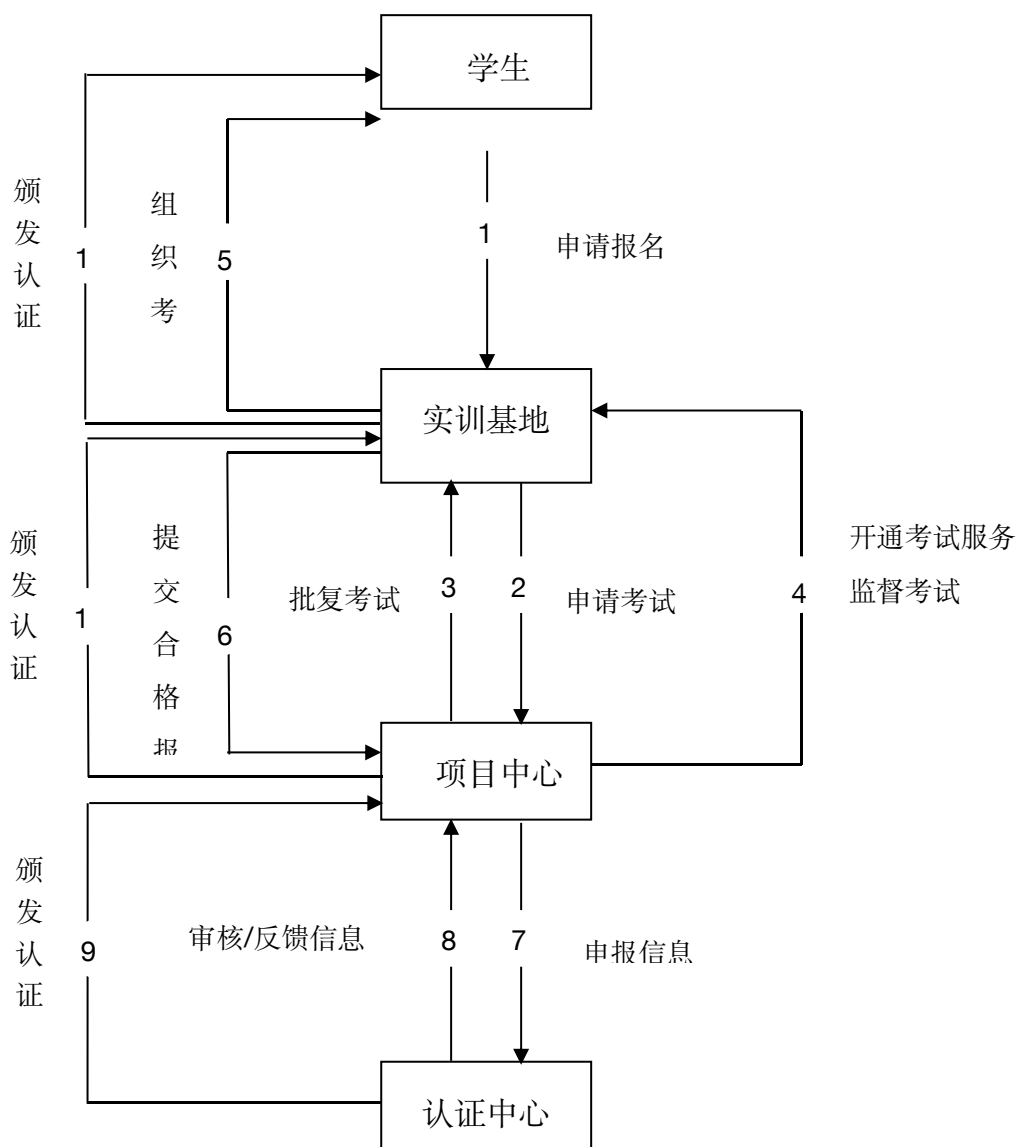 学生
颁发认证
1
组织考
5
1
申请报名
实训基地
颁发认证
1
提交合格报
6
批复考试
3
2
申请考试
4
开通考试服务
监督考试
项目中心
颁发认证
9
审核/反馈信息
8
7
申报信息
认证中心